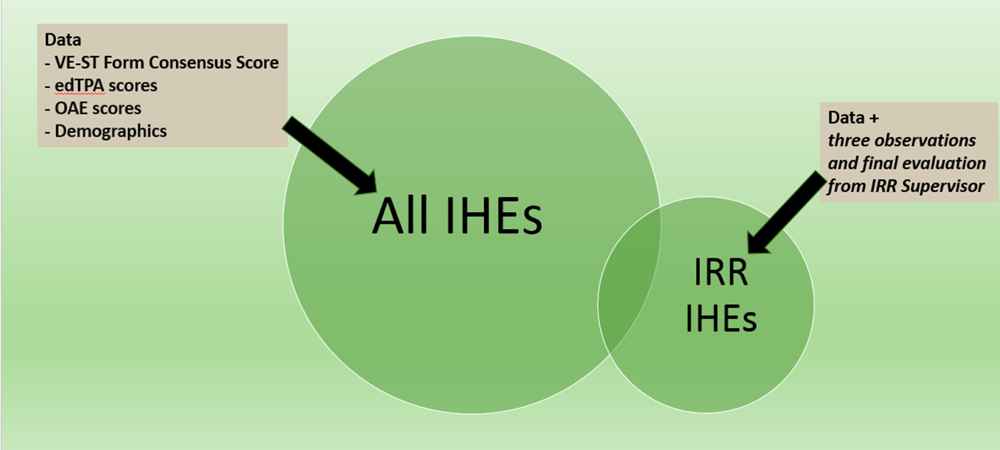 Data
- VE-ST Form Consensus Score
- edTPA scores
- OAE scores
- Demographics
All IHEs
Data +
three observations
and final evaluation
from IRR Supervisor
IRR
IHEs